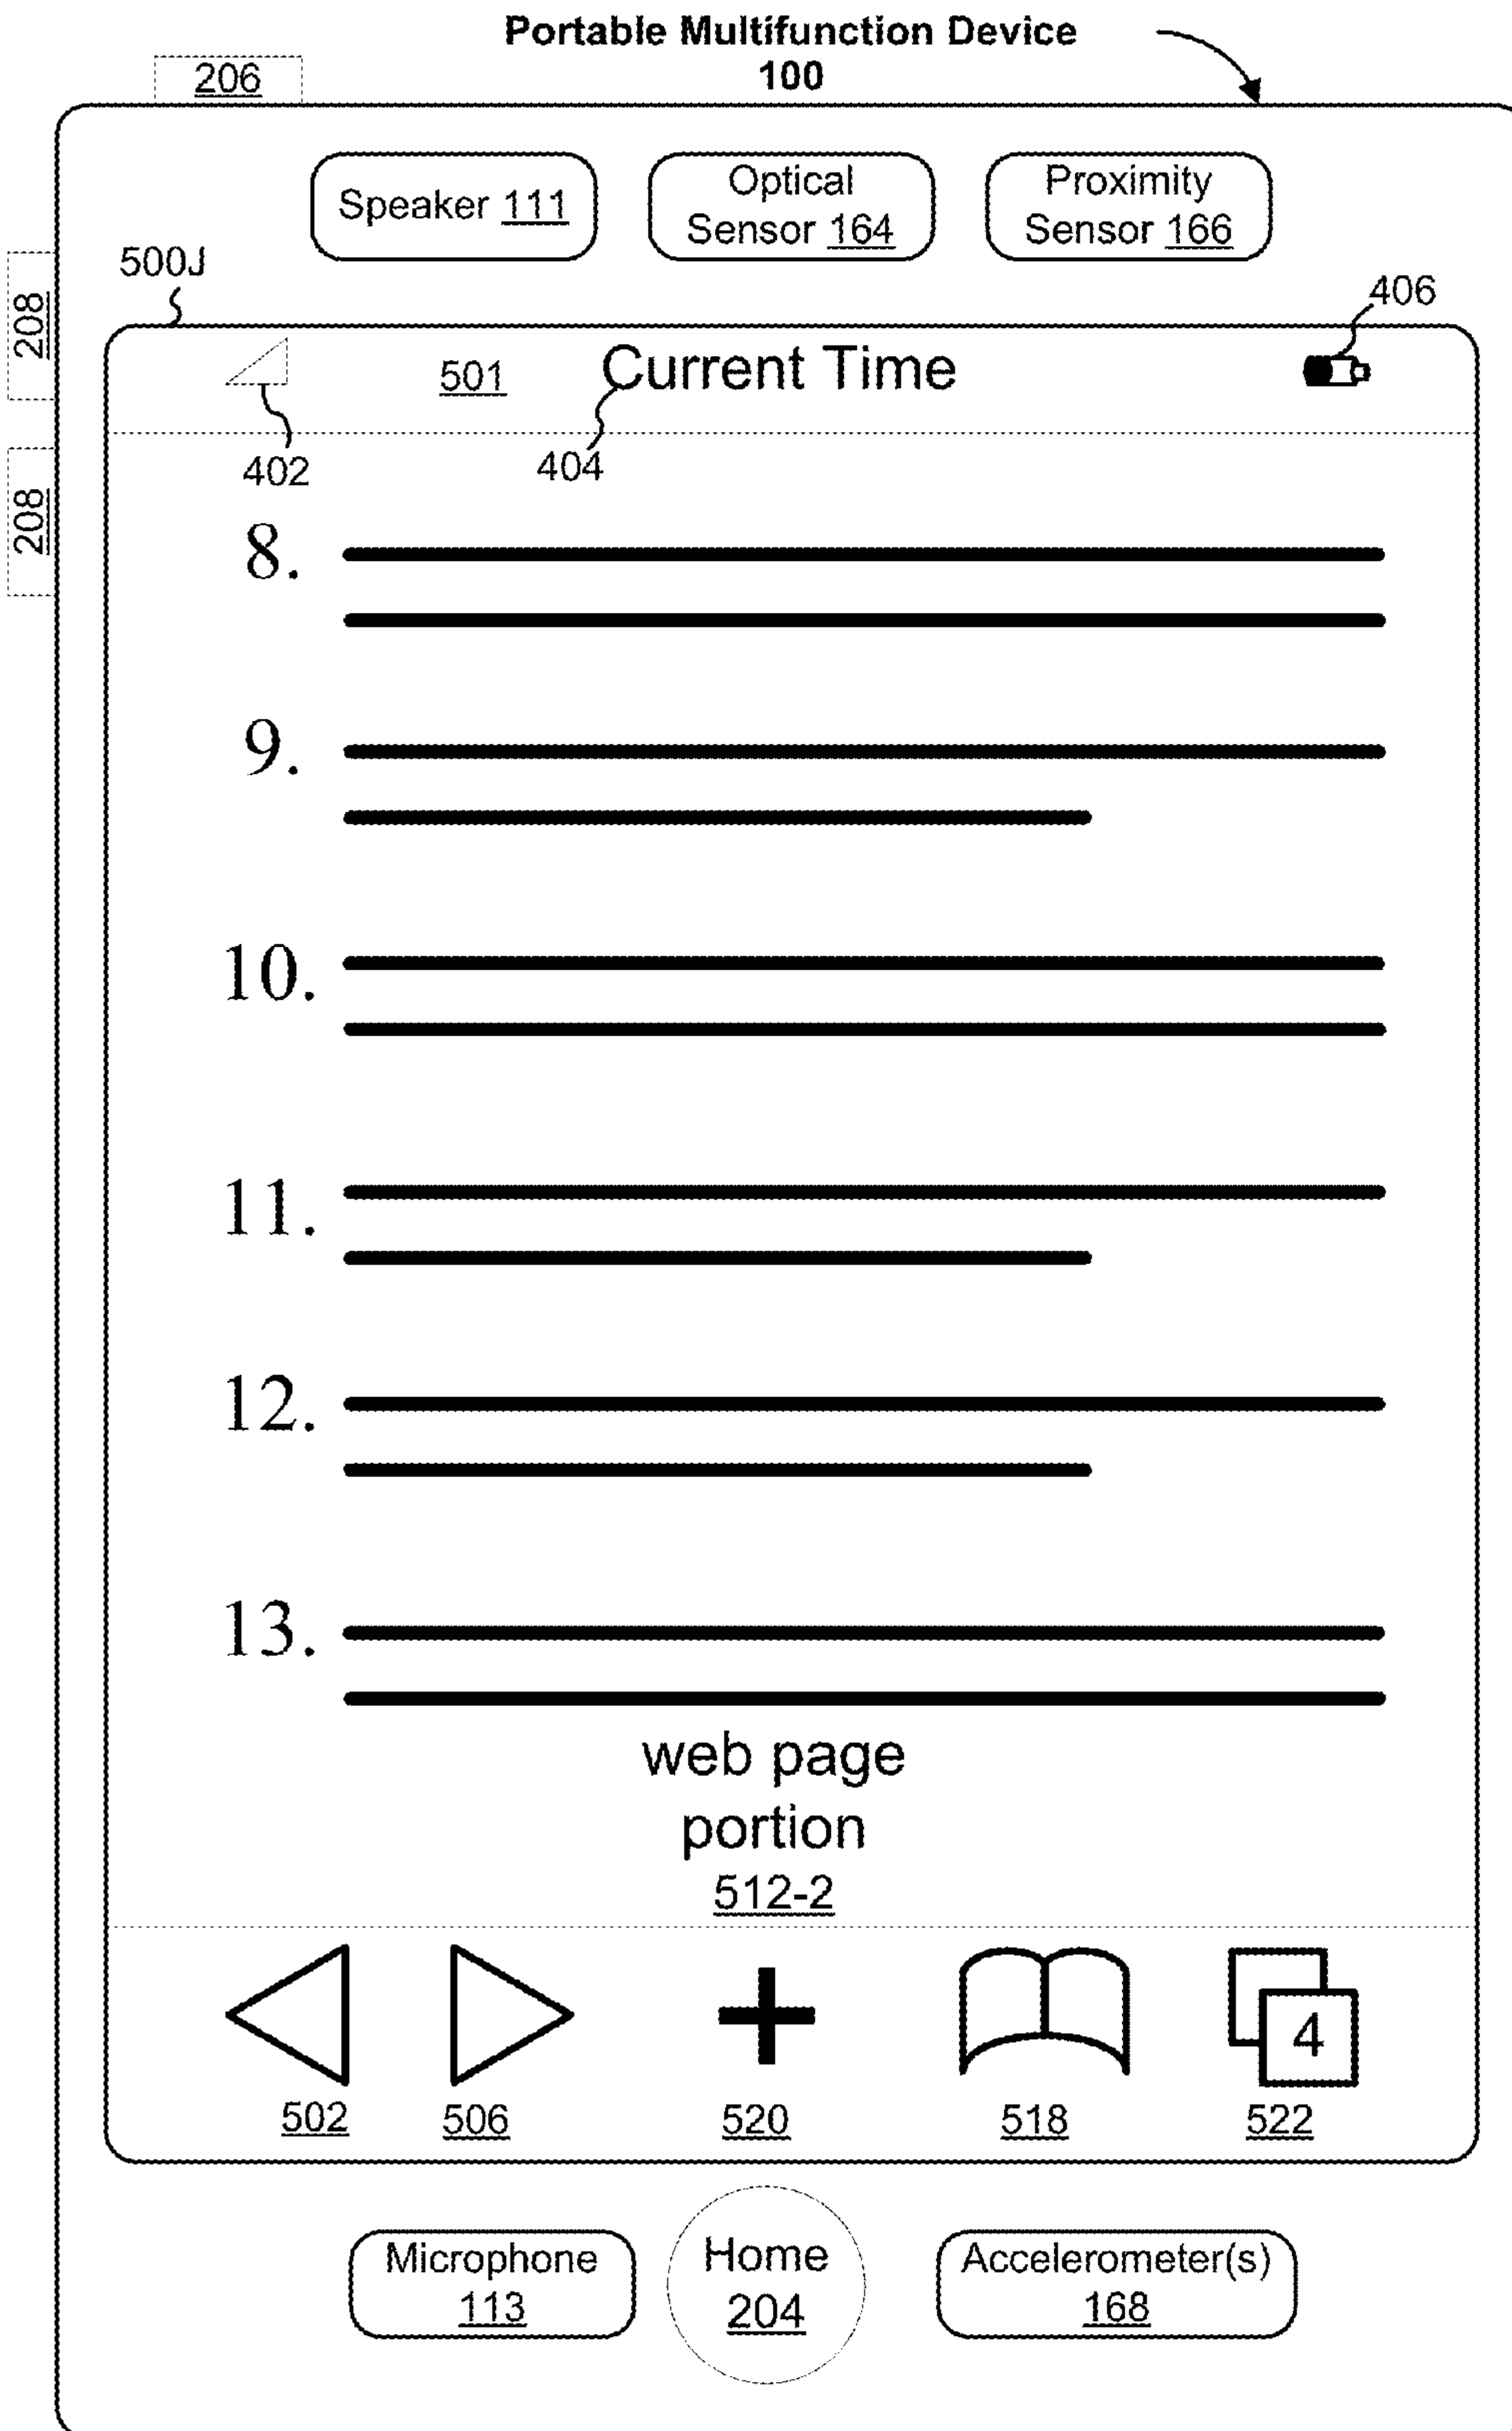 Portable Multifunction Device
100
206
Speaker 111
Optical
Sensor 164
Proximity
Sensor 166
500J
406
208
501
Current Time
402
404
208
8.
9.
10.
11.
12.
13.
web page
portion
512-2
4
502
506
520
518
522
Microphone
113
Home
204
Accelerometer(s)
168